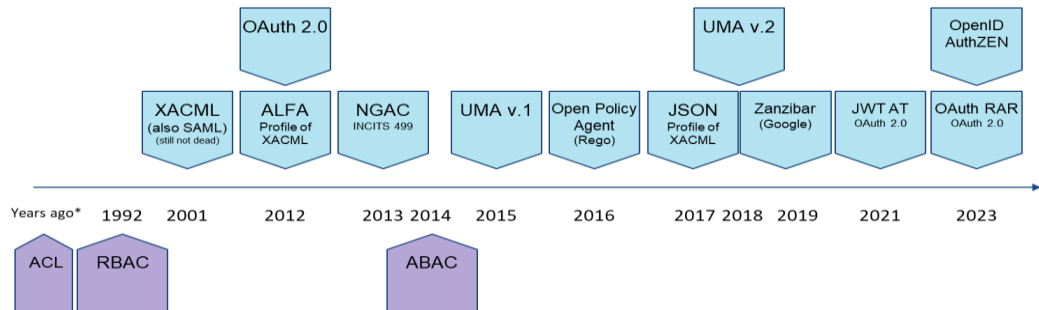 OAuth 2.0
UMA v.2
OpenID
AuthZEN
XACML
(also SAML)
(still not dead)
ALFA
Profile of
XACML
NGAC
INCITS 499
UMA v.1
Open Policy
Agent
(Rego)
JSON
Profile of
XACML
Zanzibar
(Google)
JWT AT
OAuth 2.0
OAuth RAR
OAuth 2.0
Years ago* 1992 2001 2012 2013 2014 2015 2016 2017 2018 2019 2021 2023
ACL
RBAC
ABAC